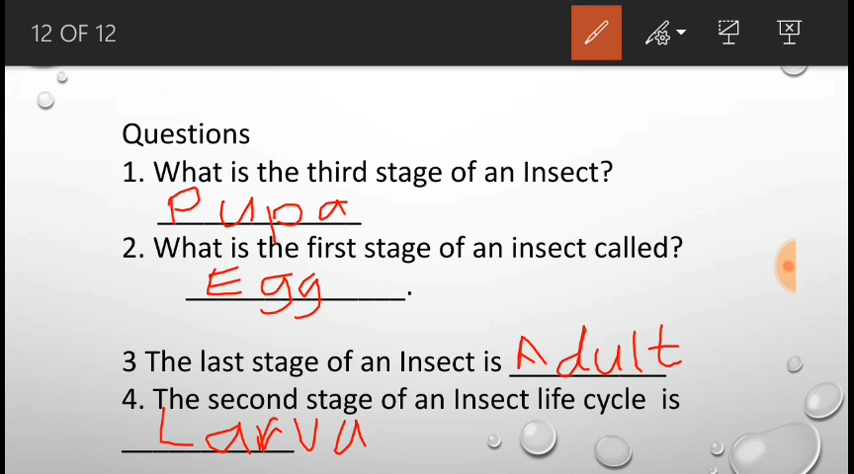 12 OF 12
Questions
1. What is the third stage of an Insect?
Pupa
2. What is the first stage of an insect called?
Egg.
3 The last stage of an Insect is Adult
4. The second stage of an Insect life cycle is
Larva